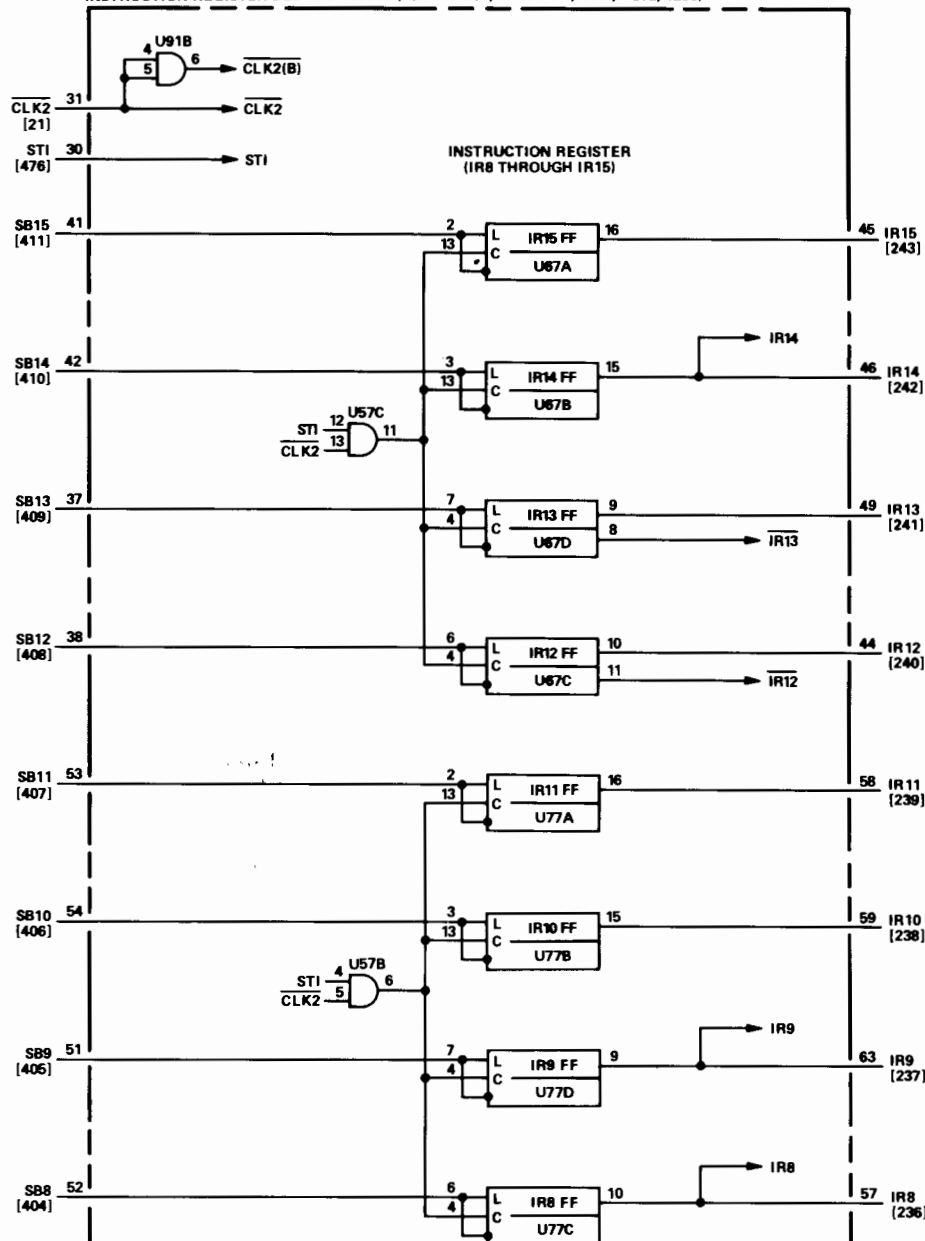 U91B
4
5
6
CLK2(B)
CLK2
31
[21]
CLK2
STI
30
[476]
STI
INSTRUCTION REGISTER
(IR8 THROUGH IR15)
SB15
41
[411]
2
13
L
C
IR15 FF
U67A
16
45
IR15
[243]
IR14
SB14
42
[410]
3
13
L
C
IR14 FF
U67B
15
46
IR14
[242]
U57C
STI
12
CLK2
13
11
SB13
37
[409]
7
4
L
C
IR13 FF
U67D
9
8
IR13
49
IR13
[241]
SB12
38
[408]
6
4
L
C
IR12 FF
U67C
10
11
IR12
44
IR12
[240]
SB11
53
[407]
2
13
L
C
IR11 FF
U77A
16
58
IR11
[239]
SB10
54
[406]
3
13
L
C
IR10 FF
U77B
15
59
IR10
[238]
U57B
STI
4
CLK2
5
6
IR9
SB9
51
[405]
7
4
L
C
IR9 FF
U77D
9
63
IR9
[237]
IR8
SB8
52
[404]
6
4
L
C
IR8 FF
U77C
10
57
IR8
[236]